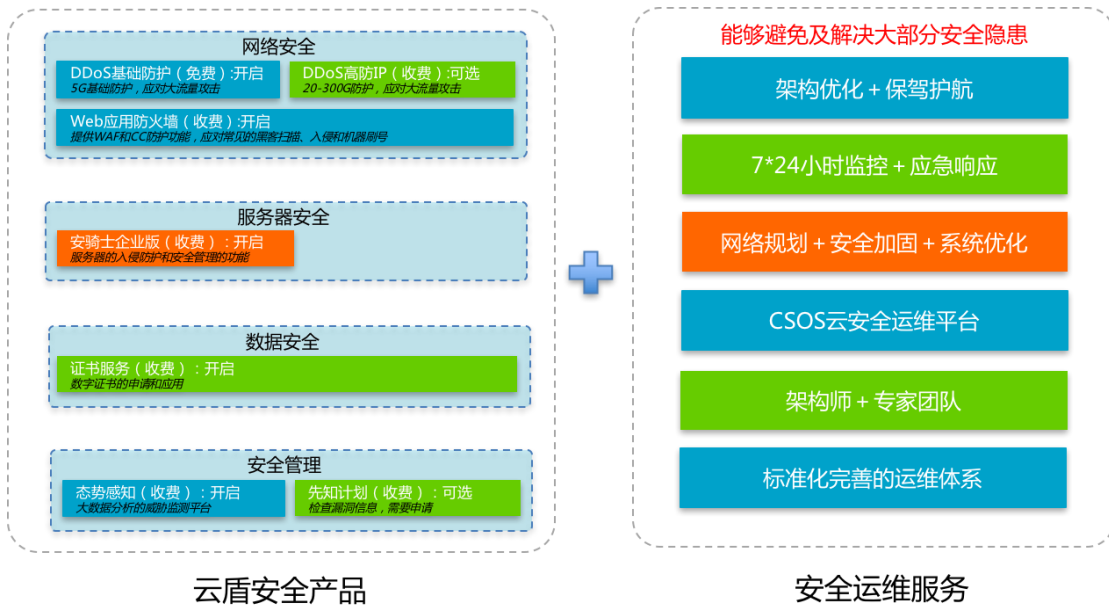 网络安全
DDoS基础防护（免费）:开启
5G基础防护，应对大流量攻击
DDoS高防IP（收费）:可选
20-300G防护，应对大流量攻击
Web应用防火墙（收费）:开启
提供WAF和CC防护功能，应对常见的黑客扫描、入侵和机器刷号
服务器安全
安骑士企业版（收费）：开启
服务器的入侵防护和安全管理的功能
数据安全
证书服务（收费）：开启
数字证书的申请和应用
安全管理
态势感知（收费）：开启
大数据分析的威胁监测平台
先知计划（收费）：可选
检查漏洞信息，需要申请
云盾安全产品
能够避免及解决大部分安全隐患
架构优化＋保驾护航
7*24小时监控＋应急响应
网络规划＋安全加固＋系统优化
CSOS云安全运维平台
架构师＋专家团队
标准化完善的运维体系
安全运维服务